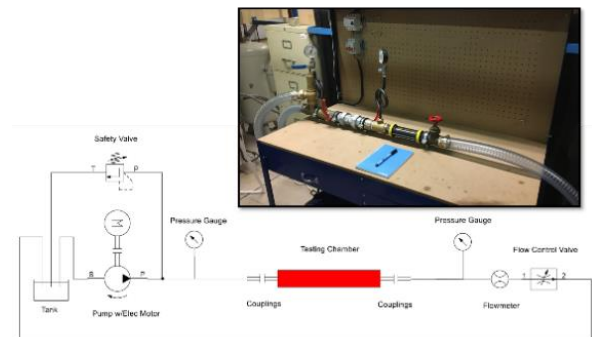 Safety Valve
T
P
M
Pressure Gauge
Pressure Gauge
Testing Chamber
Flow Control Valve
S
P
1
2
Tank
Pump w/Elec Motor
Couplings
Couplings
Flowmeter